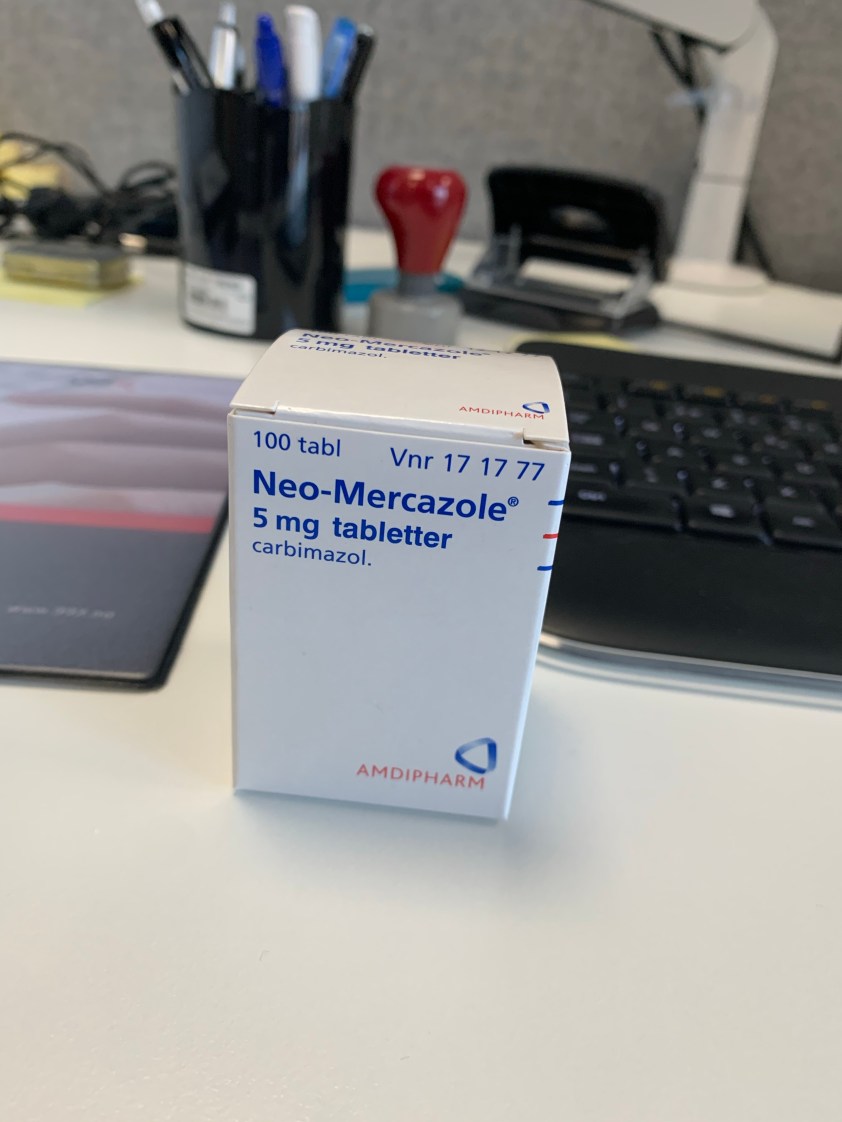 Neo-Mercazole
5 mg tabletter
carbimazol.
AMDIPHARM
100 tabl
Vnr 17 17 77
Neo-Mercazole®
5 mg tabletter
carbimazol.
AMDIPHARM